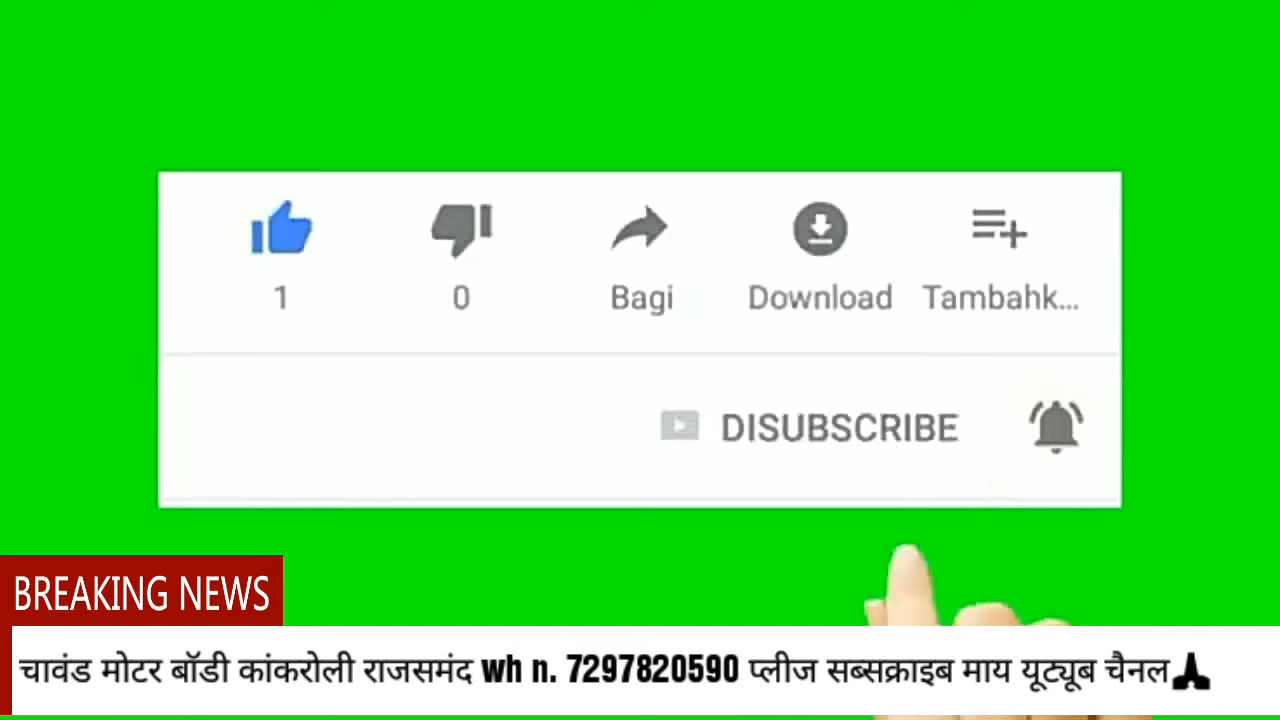 1 0 Bagi Download Tambahk...
DISUBSCRIBE
BREAKING NEWS
चावंड मोटर बॉडी कांकरोली राजसमंद wh n. 7297820590 प्लीज सब्सक्राइब माय यूट्यूब चैनल🙏